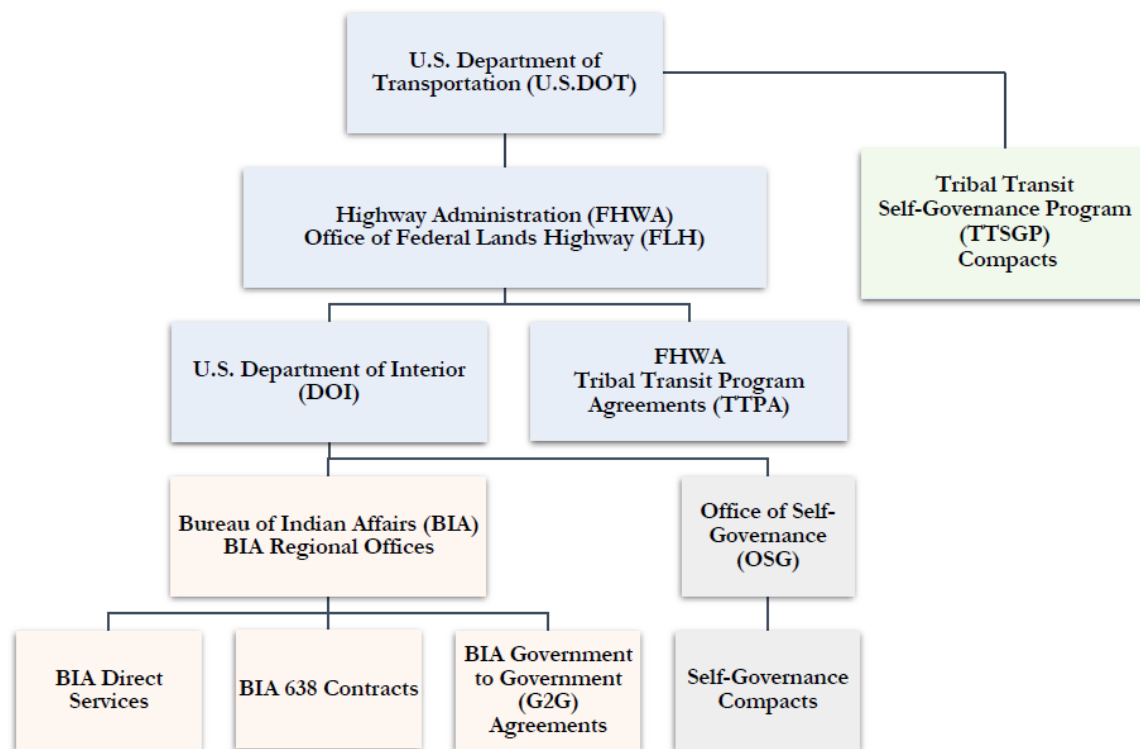 U.S. Department of
Transportation (U.S.DOT)
Tribal Transit
Self-Governance Program
(TTSGP)
Compacts
Highway Administration (FHWA)
Office of Federal Lands Highway (FLH)
U.S. Department of Interior
(DOI)
FHWA
Tribal Transit Program
Agreements (TTPA)
Bureau of Indian Affairs (BIA)
BIA Regional Offices
Office of Self-
Governance
(OSG)
BIA Direct
Services
BIA 638 Contracts
BIA Government
to Government
(G2G)
Agreements
Self-Governance
Compacts